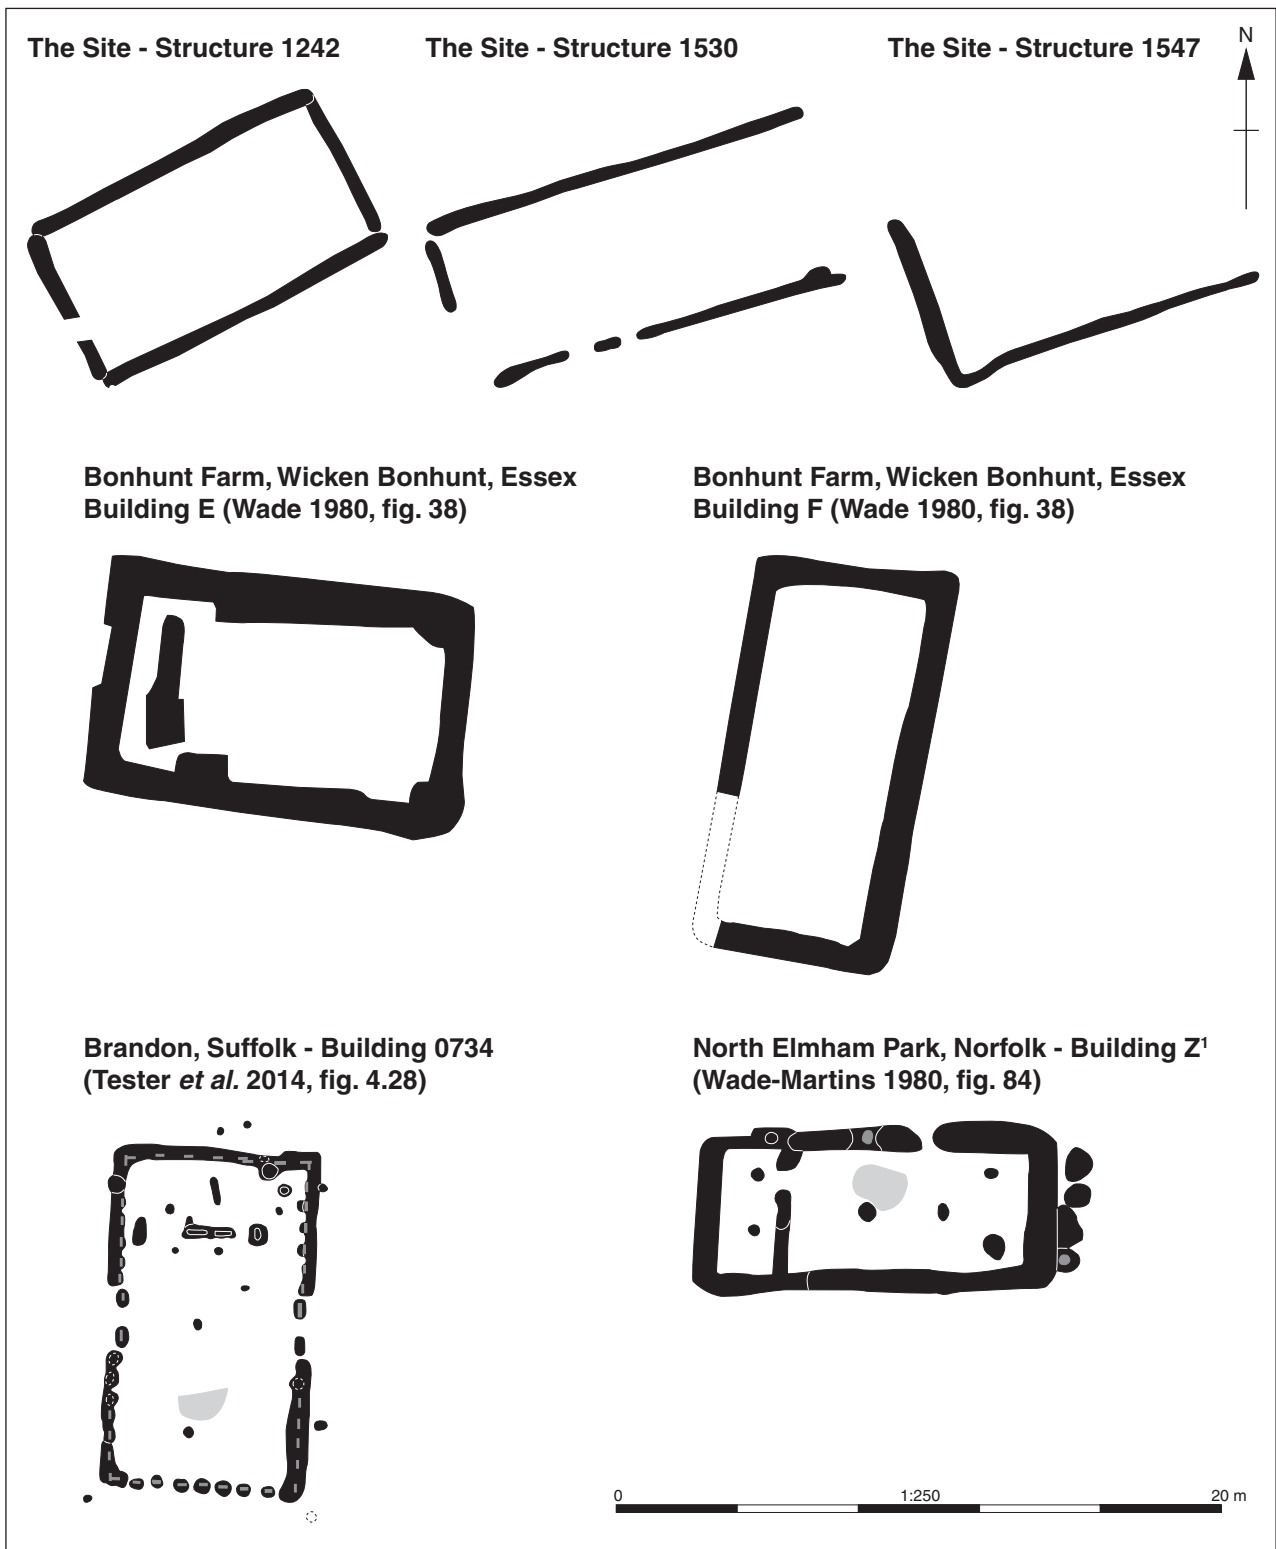 The Site - Structure 1242
The Site - Structure 1530
The Site - Structure 1547
N
Bonhunt Farm, Wicken Bonhunt, Essex
Building E (Wade 1980, fig. 38)
Bonhunt Farm, Wicken Bonhunt, Essex
Building F (Wade 1980, fig. 38)
Brandon, Suffolk - Building 0734
(Tester et al. 2014, fig. 4.28)
North Elmham Park, Norfolk - Building Z¹
(Wade-Martins 1980, fig. 84)
0 1:250 20 m